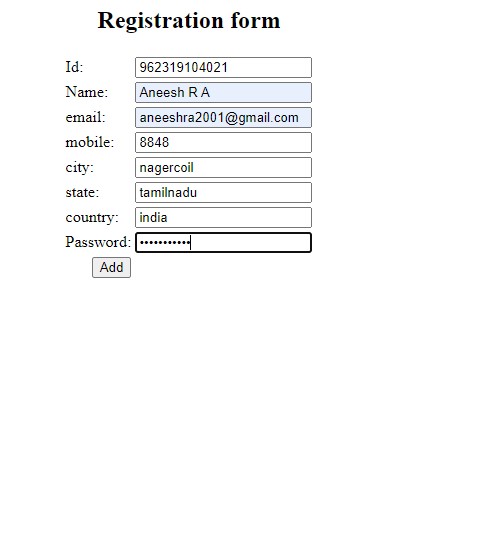 Registration form
Id: 962319104021
Name: Aneesh R A
email: aneeshra2001@gmail.com
mobile: 8848
city: nagercoil
state: tamilnadu
country: india
Password: •••••••••••
Add